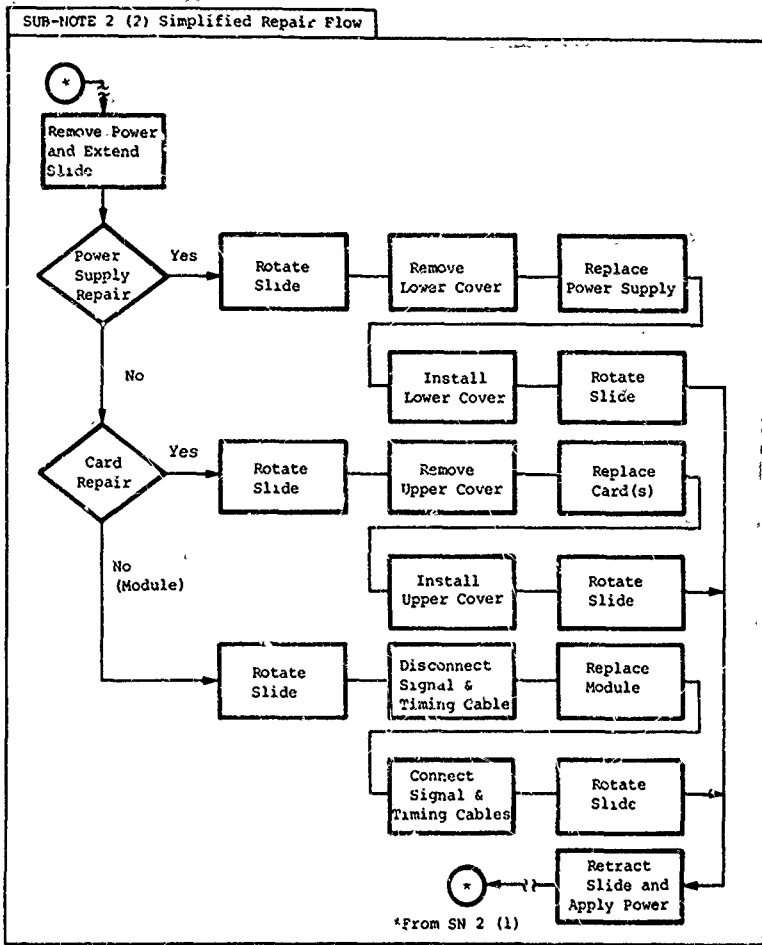 SUB-NOTE 2 (2) Simplified Repair Flow
*
Remove Power
and Extend
Slide
Power
Supply
Repair
Yes
Rotate
Slide
Remove
Lower Cover
Replace
Power Supply
No
Install
Lower Cover
Rotate
Slide
Card
Repair
Yes
Rotate
Slide
Remove
Upper Cover
Replace
Card(s)
No
(Module)
Install
Upper Cover
Rotate
Slide
Rotate
Slide
Disconnect
Signal &
Timing Cable
Replace
Module
Connect
Signal &
Timing Cables
Rotate
Slide
Retract
Slide and
Apply Power
*
*From SN 2 (1)